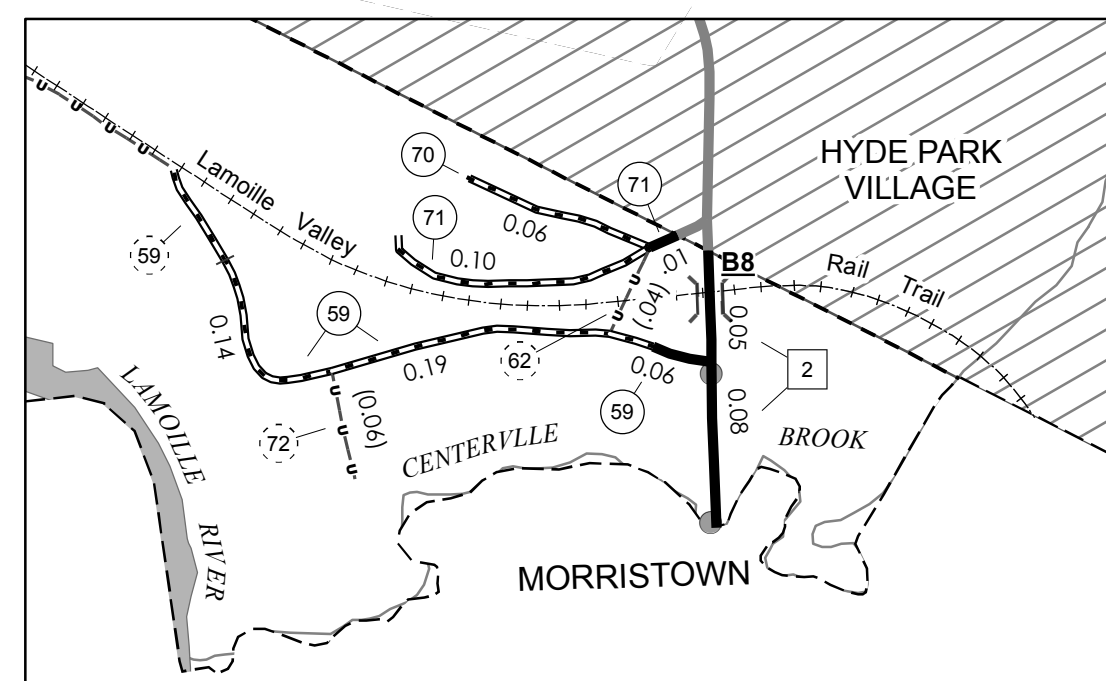 HYDE PARK
VILLAGE
Lamoille
Valley
Rail
Trail
70
71
0.06
71
0.10
.01
B8
(.04)
0.05
59
59
0.14
0.19
62
0.06
2
59
0.08
72
(0.06)
CENTERVLLE
BROOK
LAMOILLE
RIVER
MORRISTOWN
U
U
U
U
U
U
U
U
U